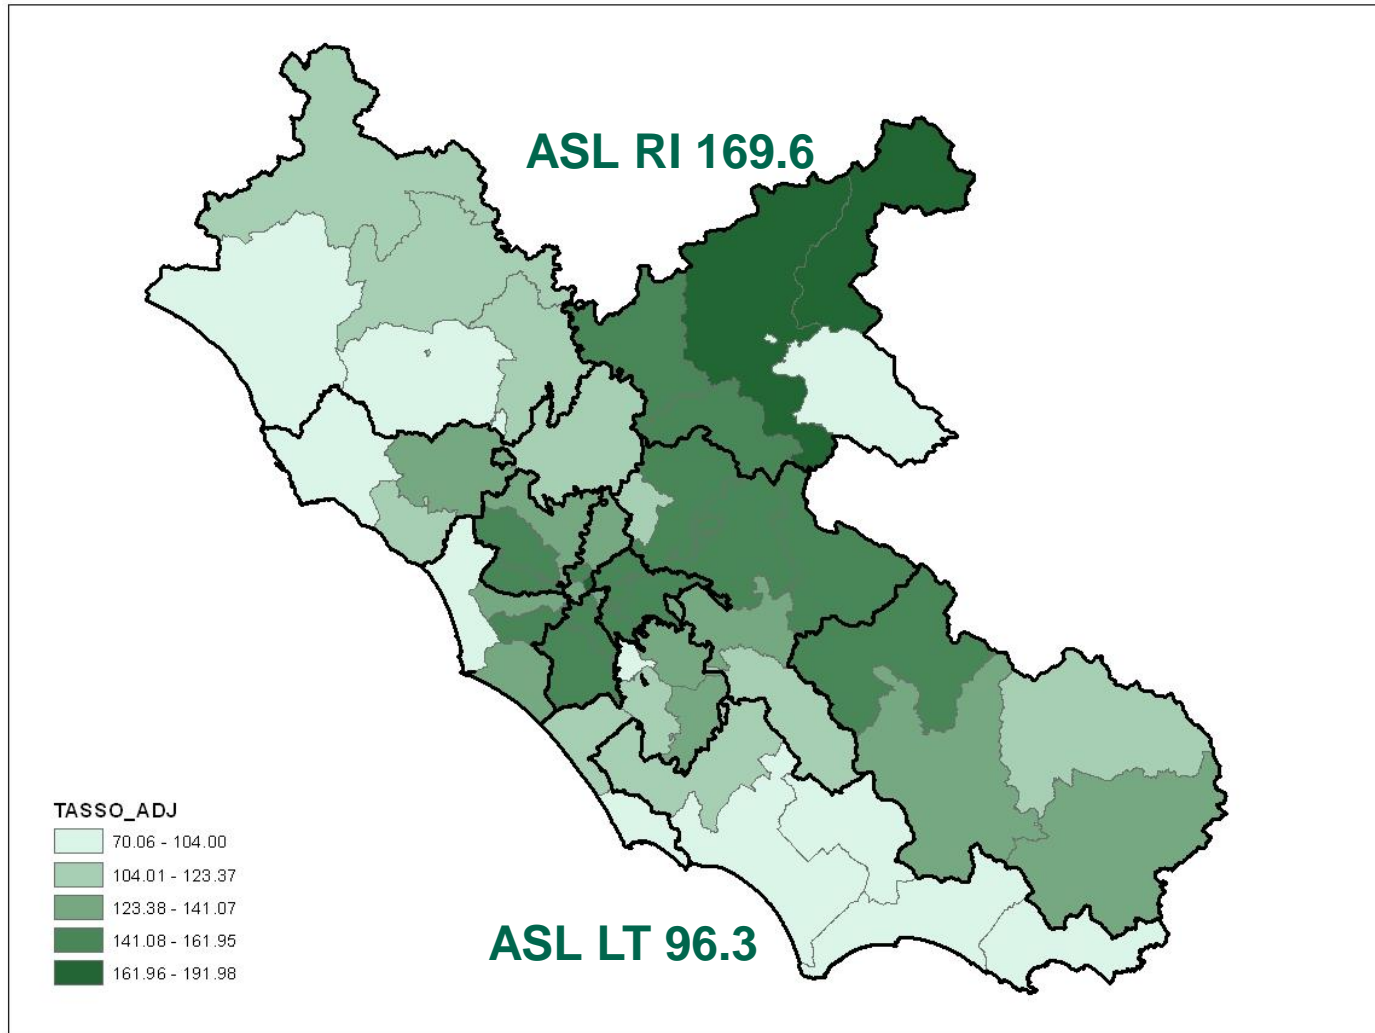 ASL RI 169.6
TASSO_ADJ
70.06 - 104.00
104.01 - 123.37
123.38 - 141.07
141.08 - 161.95
161.96 - 191.98
ASL LT 96.3